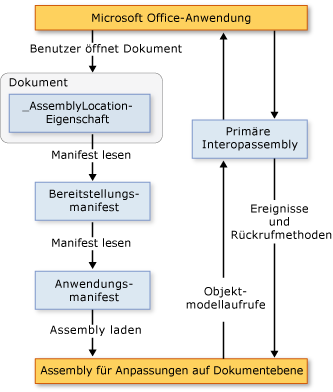 Microsoft Office-Anwendung
Benutzer öffnet Dokument
Dokument
_AssemblyLocation-
Eigenschaft
Manifest lesen
Bereitstellungs-
manifest
Manifest lesen
Anwendungs-
manifest
Assembly laden
Primäre
Interopassembly
Ereignisse
und
Rückrufmethoden
Objekt-
modellaufrufe
Assembly für Anpassungen auf Dokumentebene